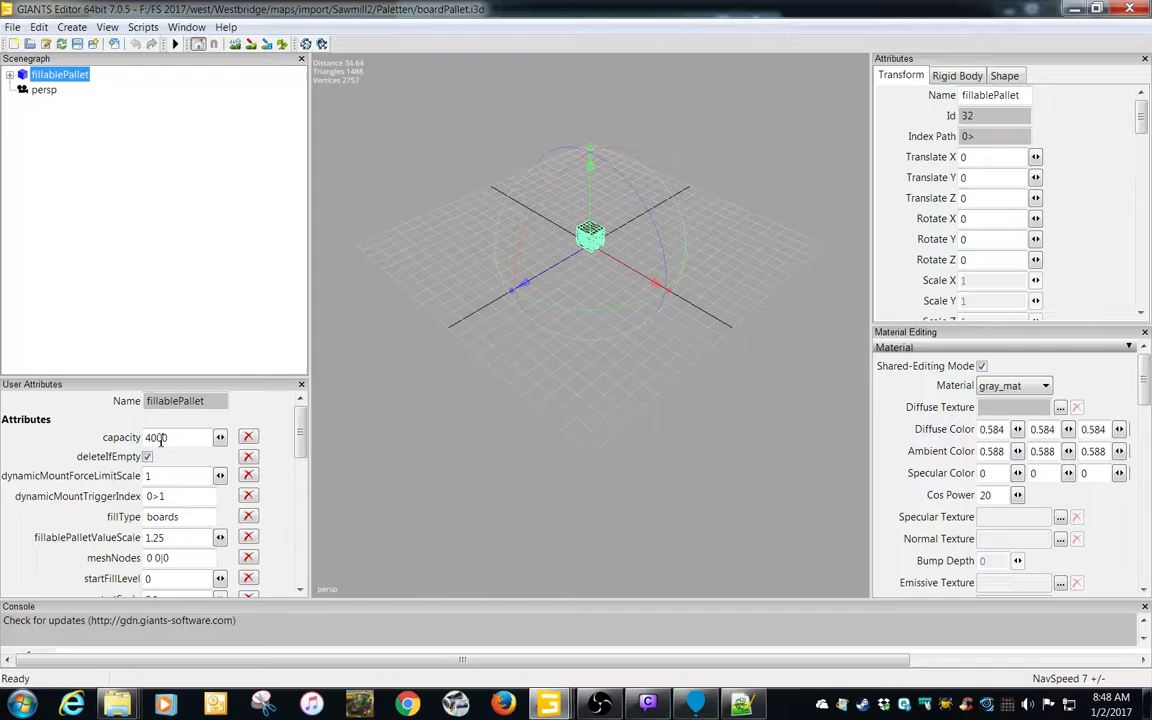 GIANTS Editor 64bit 7.0.5 - F:/FS 2017/west/Westbridge/maps/import/Sawmill2/Paletten/boardPallet.i3d
File Edit Create View Scripts Window Help
Scenegraph
fillablePallet
persp
Distance 34.64
Triangles 1488
Vertices 2757
persp
Attributes
Transform Rigid Body Shape
Name fillablePallet
Id 32
Index Path 0>
Translate X 0
Translate Y 0
Translate Z 0
Rotate X 0
Rotate Y 0
Rotate Z 0
Scale X 1
Scale Y 1
User Attributes
Name fillablePallet
Attributes
capacity 4000
deleteIfEmpty
dynamicMountForceLimitScale 1
dynamicMountTriggerIndex 0>1
fillType boards
fillablePalletValueScale 1.25
meshNodes 0 0|0
startFillLevel 0
Material Editing
Material
Shared-Editing Mode
Material gray_mat
Diffuse Texture ...
Diffuse Color 0.584 0.584 0.584
Ambient Color 0.588 0.588 0.588
Specular Color 0 0 0
Cos Power 20
Specular Texture ...
Normal Texture ...
Bump Depth 0
Emissive Texture ...
Console
Check for updates (http://gdn.giants-software.com)
Ready
NavSpeed 7 +/-
8:48 AM
1/2/2017